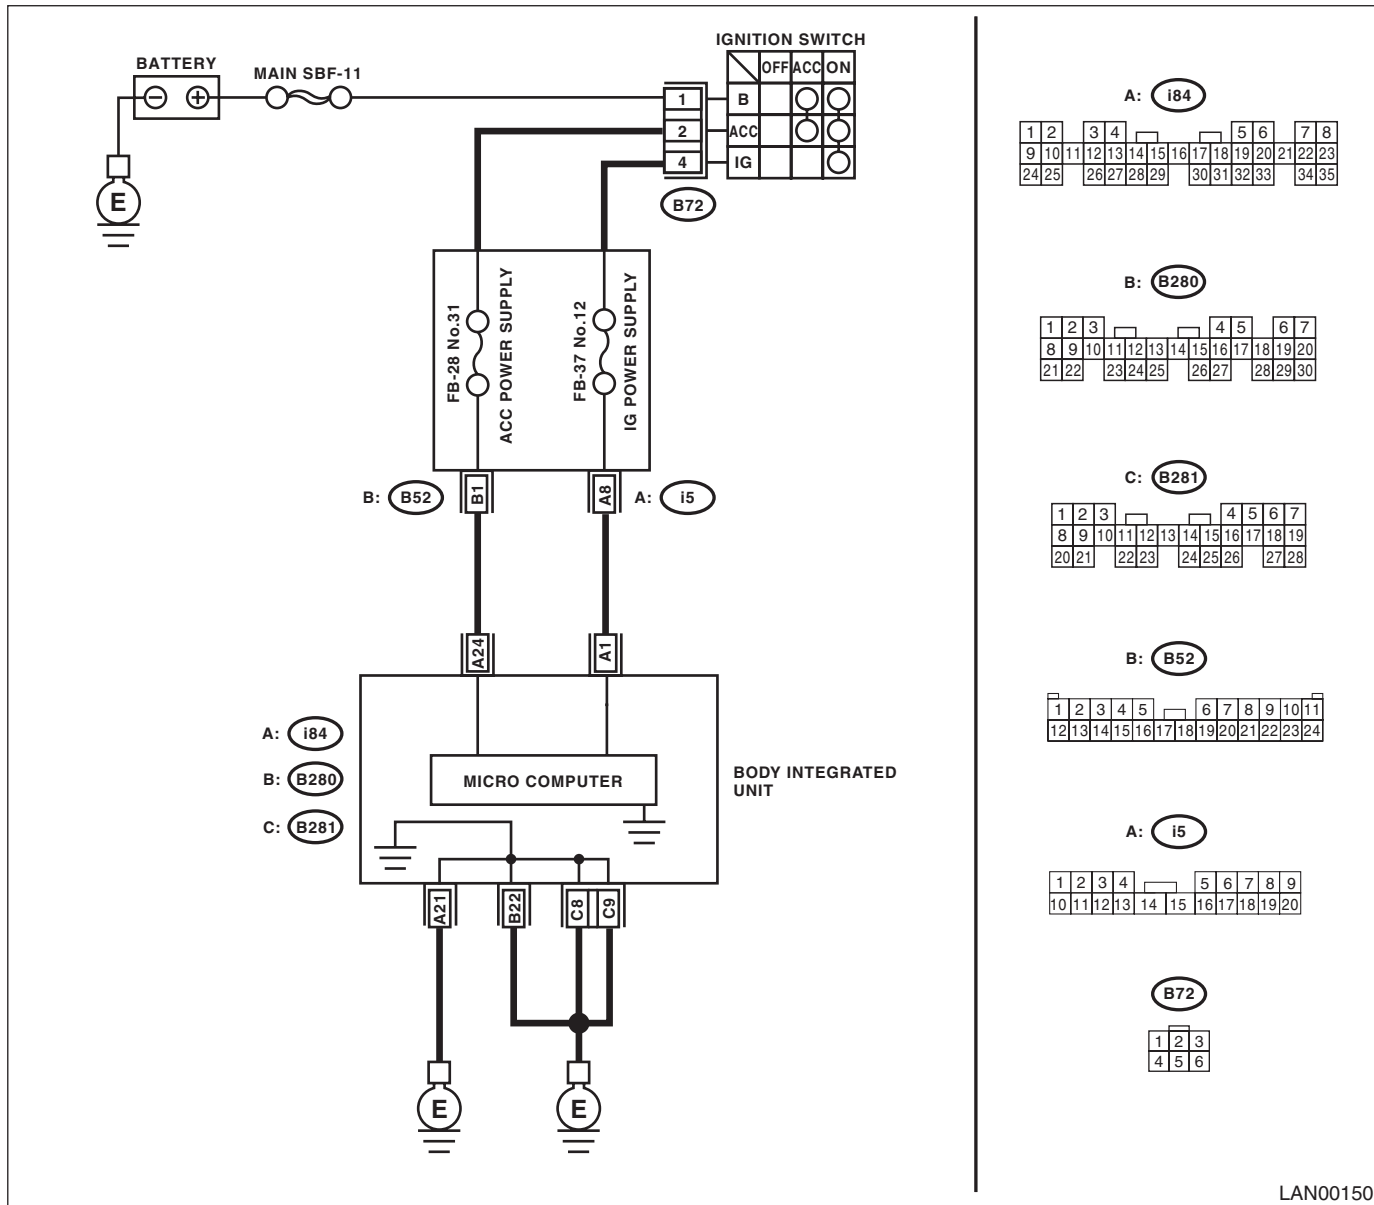 IGNITION SWITCH
BATTERY
MAIN SBF-11
OFF ACC ON
1 B
2 ACC
4 IG
B72
E
FB-28 No.31
ACC POWER SUPPLY
FB-37 No.12
IG POWER SUPPLY
B: B52
B1
A8
A: i5
A24
A1
A: i84
B: B280
C: B281
MICRO COMPUTER
BODY INTEGRATED
UNIT
A21
B22
C8
C9
E
E
A: i84
1 2 3 4 5 6 7 8
9 10 11 12 13 14 15 16 17 18 19 20 21 22 23
24 25 26 27 28 29 30 31 32 33 34 35
B: B280
1 2 3 4 5 6 7
8 9 10 11 12 13 14 15 16 17 18 19 20
21 22 23 24 25 26 27 28 29 30
C: B281
1 2 3 4 5 6 7
8 9 10 11 12 13 14 15 16 17 18 19
20 21 22 23 24 25 26 27 28
B: B52
1 2 3 4 5 6 7 8 9 10 11
12 13 14 15 16 17 18 19 20 21 22 23 24
A: i5
1 2 3 4 5 6 7 8 9
10 11 12 13 14 15 16 17 18 19 20
B72
1 2 3
4 5 6
LAN00150